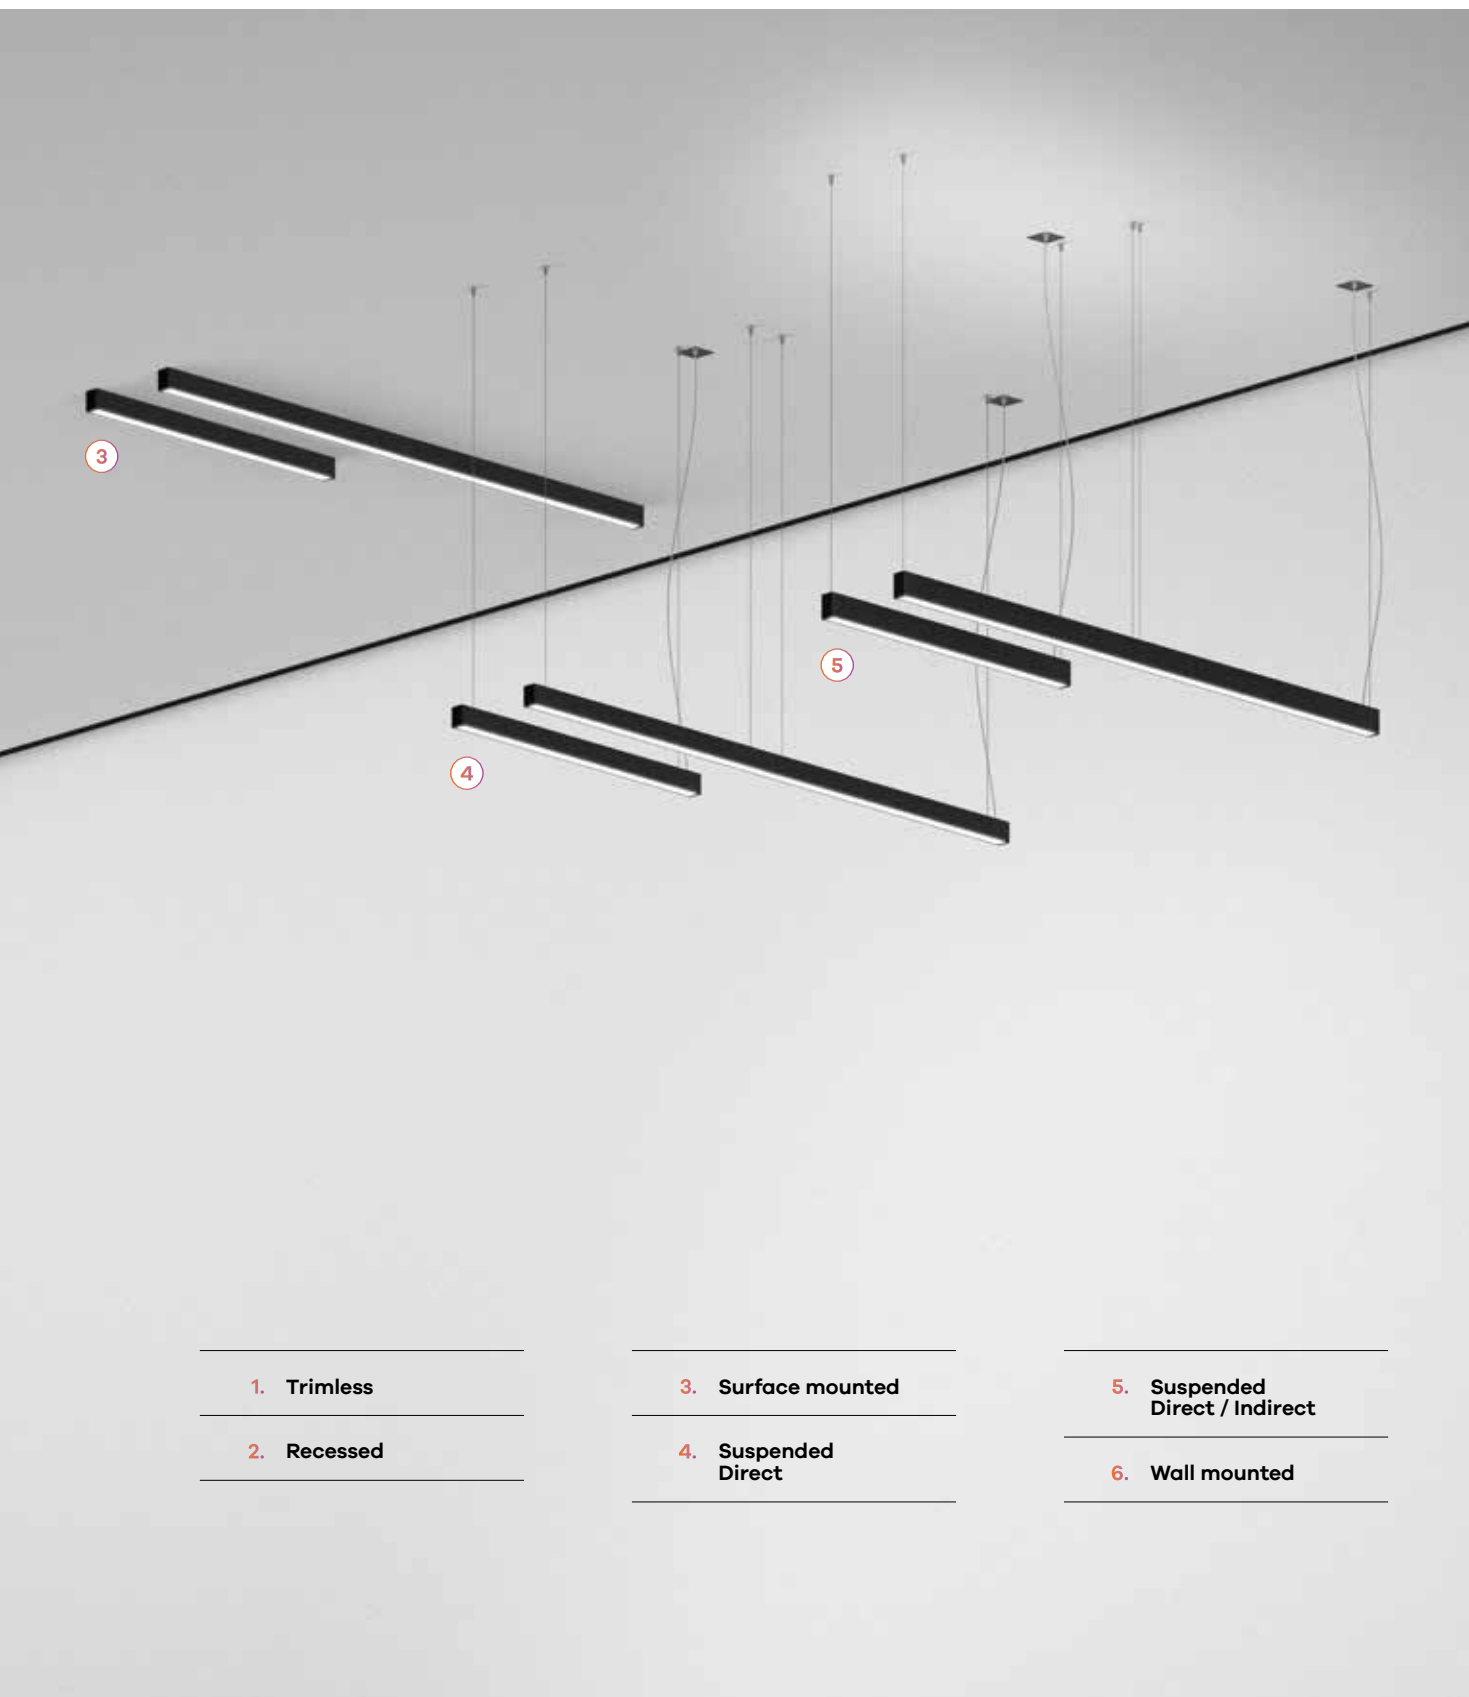 3
5
4
1. Trimless
2. Recessed
3. Surface mounted
4. Suspended
Direct
5. Suspended
Direct / Indirect
6. Wall mounted